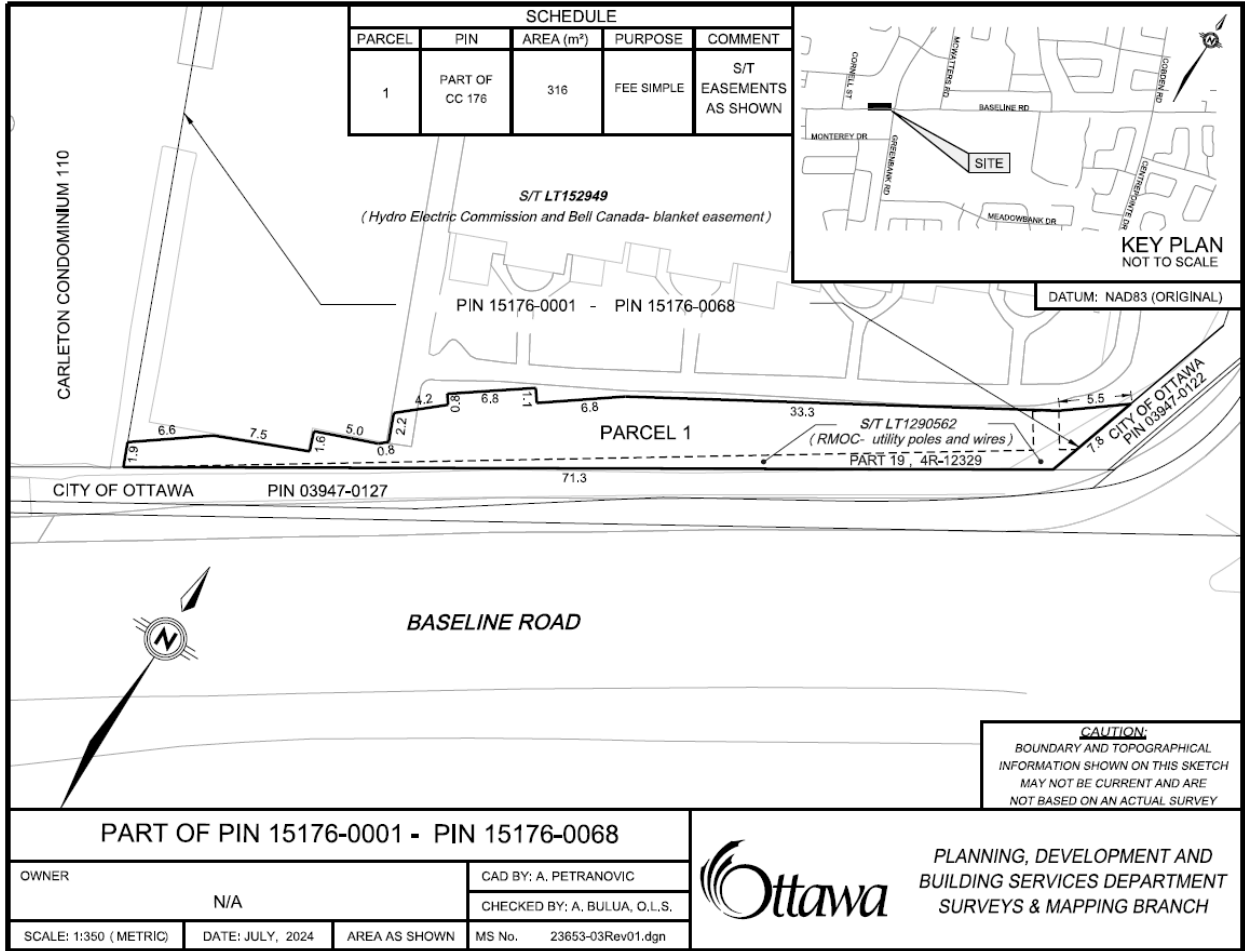 SCHEDULE
PARCEL PIN AREA (m²) PURPOSE COMMENT
1 PART OF CC 176 316 FEE SIMPLE S/T EASEMENTS AS SHOWN
CORNELL ST
MCWATTERS RD
CORDEN RD
BASELINE RD
MONTEREY DR
GREENBANK RD
SITE
CENTREPOINTE DR
MEADOWBANK DR
N
KEY PLAN
NOT TO SCALE
DATUM: NAD83 (ORIGINAL)
CARLETON CONDOMINIUM 110
S/T LT152949
( Hydro Electric Commission and Bell Canada- blanket easement )
PIN 15176-0001 - PIN 15176-0068
1.9
6.6
7.5
1.6
5.0
0.8
2.2
4.2
0.8
6.8
1.1
6.8
33.3
5.5
7.8
71.3
PARCEL 1
S/T LT1290562
( RMOC- utility poles and wires )
PART 19 , 4R-12329
CITY OF OTTAWA
PIN 03947-0122
CITY OF OTTAWA PIN 03947-0127
BASELINE ROAD
N
CAUTION:
BOUNDARY AND TOPOGRAPHICAL
INFORMATION SHOWN ON THIS SKETCH
MAY NOT BE CURRENT AND ARE
NOT BASED ON AN ACTUAL SURVEY
PART OF PIN 15176-0001 - PIN 15176-0068
OWNER
N/A
CAD BY: A. PETRANOVIC
CHECKED BY: A. BULUA, O.L.S.
SCALE: 1:350 ( METRIC) DATE: JULY, 2024 AREA AS SHOWN MS No. 23653-03Rev01.dgn
Ottawa
PLANNING, DEVELOPMENT AND
BUILDING SERVICES DEPARTMENT
SURVEYS & MAPPING BRANCH